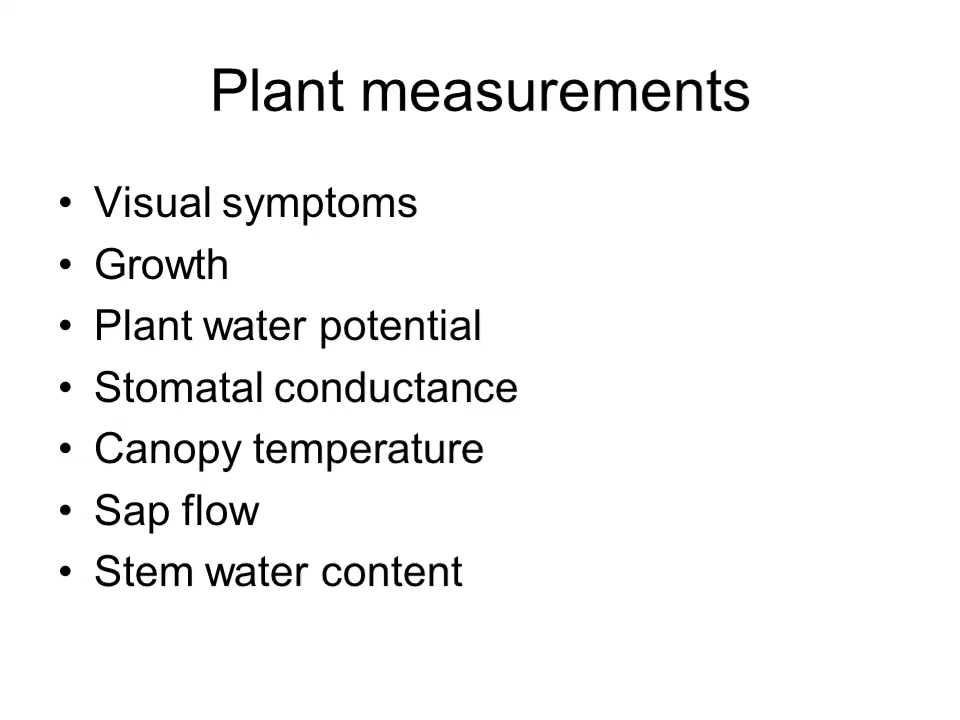 Plant measurements
• Visual symptoms
• Growth
• Plant water potential
• Stomatal conductance
• Canopy temperature
• Sap flow
• Stem water content